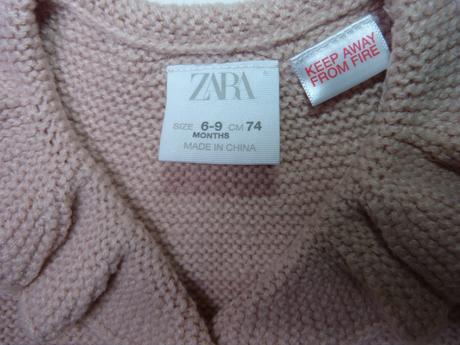 ZARA
SIZE 6-9 CM 74
MONTHS
MADE IN CHINA
KEEP AWAY
FROM FIRE